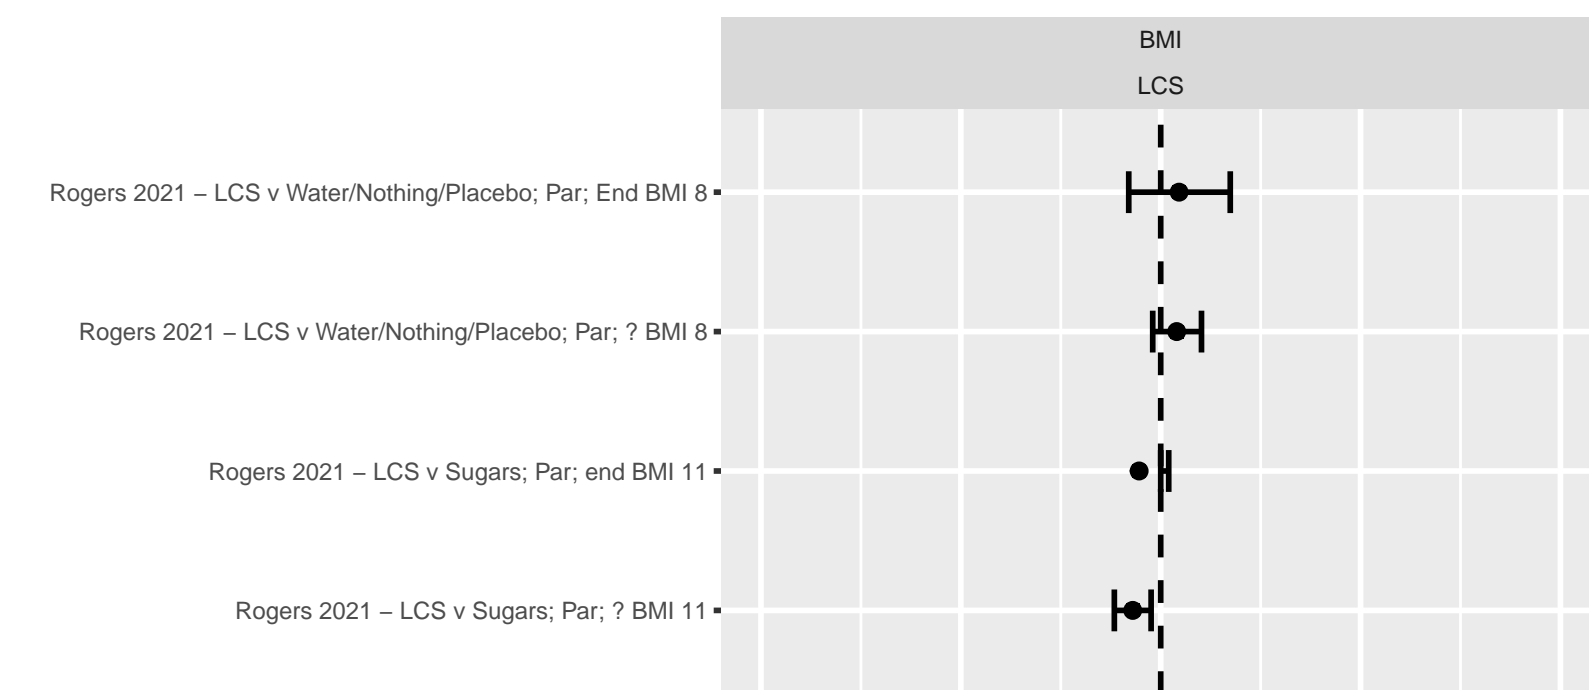 BMI
LCS
Rogers 2021 – LCS v Water/Nothing/Placebo; Par; End BMI 8
Rogers 2021 – LCS v Water/Nothing/Placebo; Par; ? BMI 8
Rogers 2021 – LCS v Sugars; Par; end BMI 11
Rogers 2021 – LCS v Sugars; Par; ? BMI 11